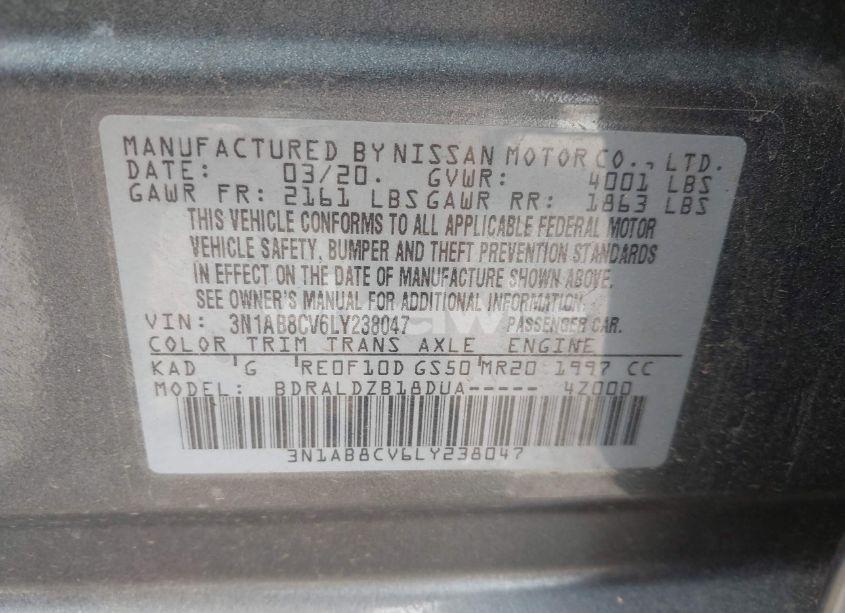 MANUFACTURED BY NISSAN MOTOR CO., LTD.
DATE: 03/20. GVWR: 4001 LBS
GAWR FR: 2161 LBS GAWR RR: 1863 LBS
THIS VEHICLE CONFORMS TO ALL APPLICABLE FEDERAL MOTOR
VEHICLE SAFETY, BUMPER AND THEFT PREVENTION STANDARDS
IN EFFECT ON THE DATE OF MANUFACTURE SHOWN ABOVE.
SEE OWNER'S MANUAL FOR ADDITIONAL INFORMATION.
VIN: 3N1AB8CV6LY238047 PASSENGER CAR.
COLOR TRIM TRANS AXLE ENGINE
KAD G RE0F10D GS50 MR20 1997 CC
MODEL: BDRALDZB18DUA----- 4Z000
3N1AB8CV6LY238047